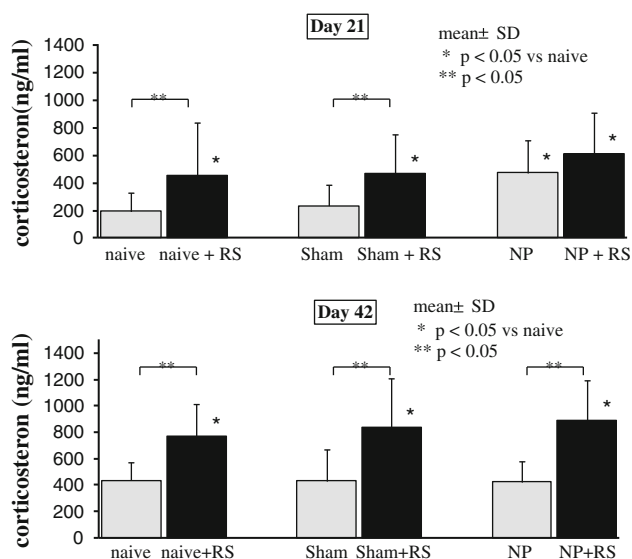 Day 21
mean± SD
* p < 0.05 vs naive
** p < 0.05
corticosteron(ng/ml)
1400
1200
1000
800
600
400
200
0
**
**
*
*
*
*
naive
naive + RS
Sham
Sham + RS
NP
NP + RS
Day 42
mean± SD
* p < 0.05 vs naive
** p < 0.05
corticosteron (ng/ml)
1400
1200
1000
800
600
400
200
0
**
**
**
*
*
*
naive
naive+RS
Sham
Sham+RS
NP
NP+RS